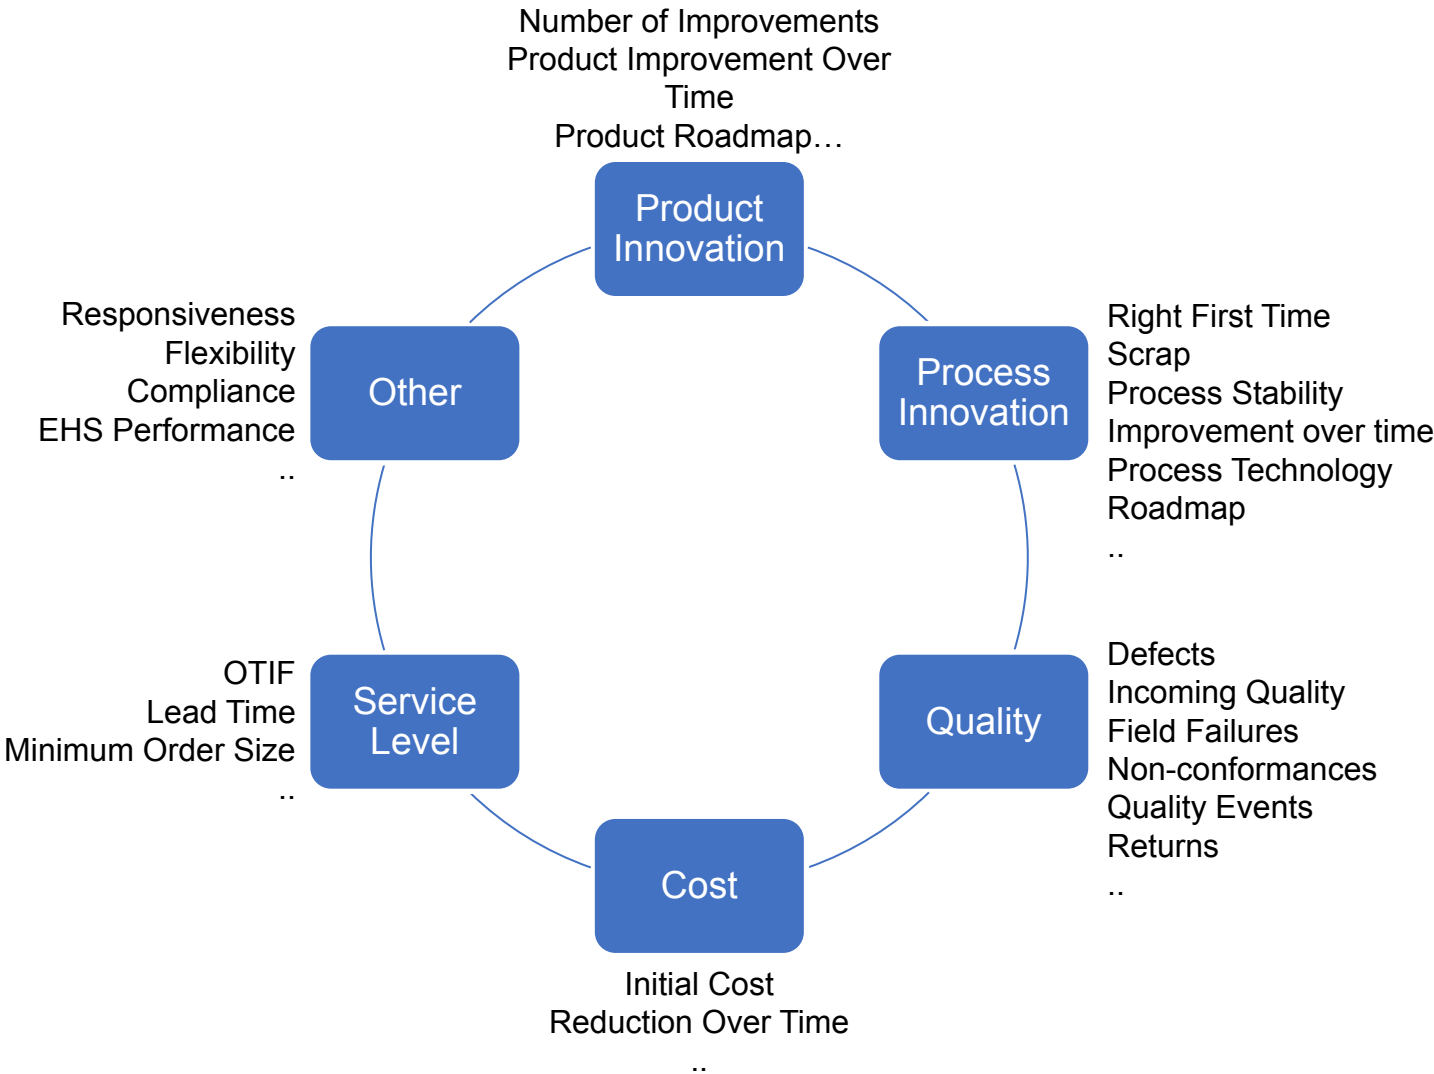 Number of Improvements
Product Improvement Over
Time
Product Roadmap…
Product
Innovation
Right First Time
Scrap
Process Stability
Improvement over time
Process Technology
Roadmap
..
Process
Innovation
Defects
Incoming Quality
Field Failures
Non-conformances
Quality Events
Returns
..
Quality
Cost
Initial Cost
Reduction Over Time
..
OTIF
Lead Time
Minimum Order Size
..
Service
Level
Responsiveness
Flexibility
Compliance
EHS Performance
..
Other